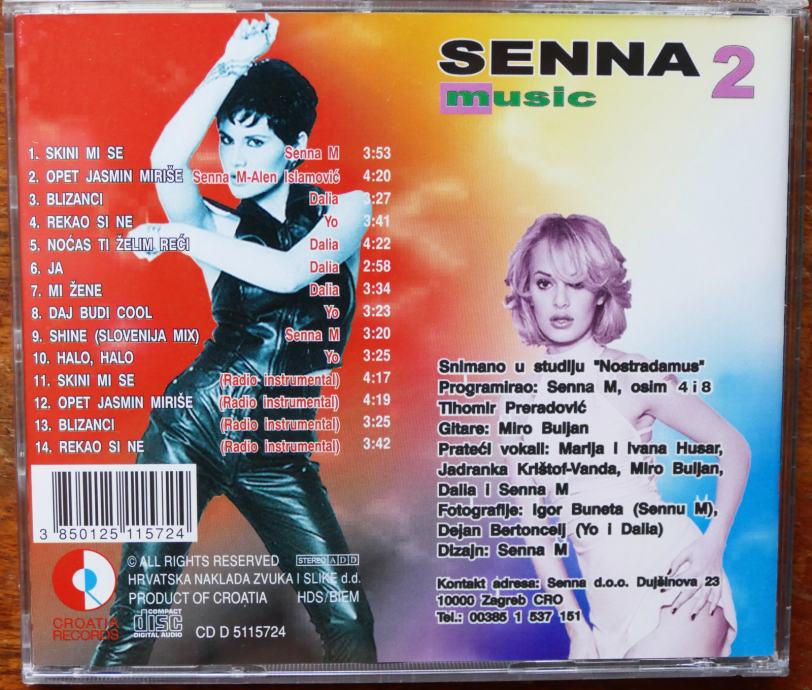 SENNA 2
music
1. SKINI MI SE Senna M 3:53
2. OPET JASMIN MIRIŠE Senna M-Alen Islamović 4:20
3. BLIZANCI Dalia 3:27
4. REKAO SI NE Yo 3:41
5. NOĆAS TI ŽELIM REĆI Dalia 4:22
6. JA Dalia 2:58
7. MI ŽENE Dalia 3:34
8. DAJ BUDI COOL Yo 3:23
9. SHINE (SLOVENIJA MIX) Senna M 3:20
10. HALO, HALO Yo 3:25
11. SKINI MI SE (Radio instrumental) 4:17
12. OPET JASMIN MIRIŠE (Radio instrumental) 4:19
13. BLIZANCI (Radio instrumental) 3:25
14. REKAO SI NE (Radio instrumental) 3:42
3 850125 115724
CROATIA
RECORDS
© ALL RIGHTS RESERVED STEREO A D D
HRVATSKA NAKLADA ZVUKA I SLIKE d.d.
PRODUCT OF CROATIA HDS/BIEM
COMPACT
disc
DIGITAL AUDIO
CD D 5115724
Snimano u studiju "Nostradamus"
Programirao: Senna M, osim 4 i 8
Tihomir Preradović
Gitare: Miro Buljan
Prateći vokali: Marija i Ivana Husar,
Jadranka Krištof-Vanda, Miro Buljan,
Dalia i Senna M
Fotografije: Igor Buneta (Sennu M),
Dejan Bertoncelj (Yo i Dalia)
Dizajn: Senna M
Kontakt adresa: Senna d.o.o. Dujšinova 23
10000 Zagreb CRO
Tel.: 00385 1 537 151